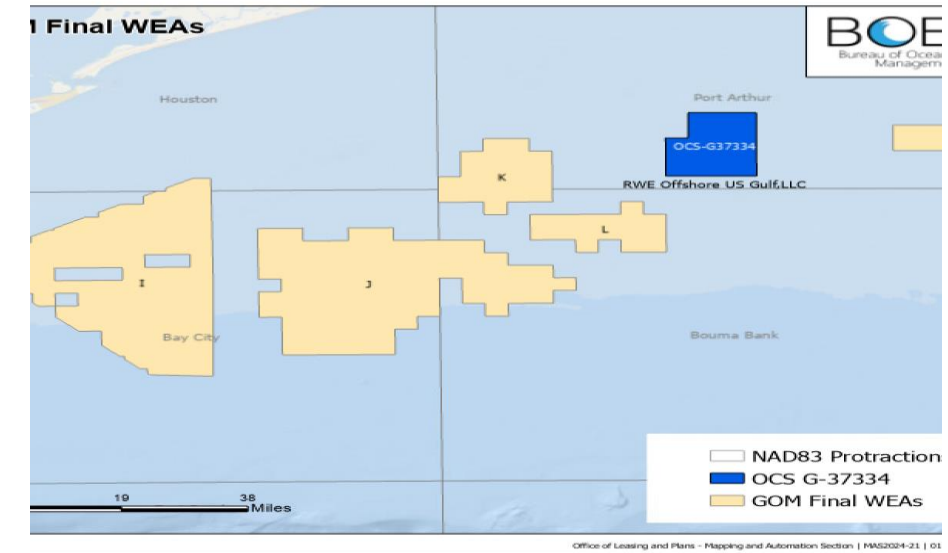 Final WEAs
BOE
Bureau of Ocea
Managem
Houston
Port Arthur
OCS-G37334
RWE Offshore US Gulf,LLC
K
L
I
J
Bay City
Bouma Bank
NAD83 Protraction
OCS G-37334
GOM Final WEAs
19 38
Miles
Office of Leasing and Plans - Mapping and Automation Section | MAS2024-21 | 01